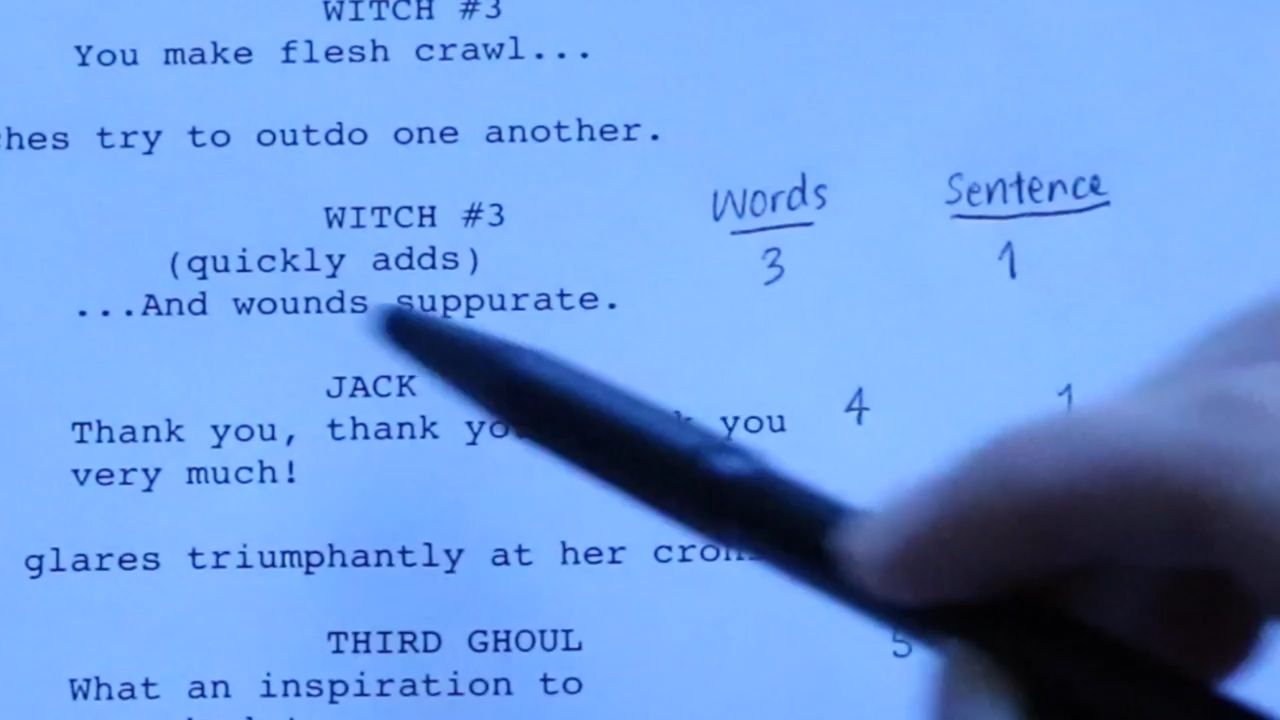 WITCH #3
You make flesh crawl...
ches try to outdo one another.
Words Sentence
WITCH #3
(quickly adds) 3 1
...And wounds suppurate.
JACK
Thank you, thank you 4 1
very much!
glares triumphantly at her
THIRD GHOUL 5
What an inspiration to